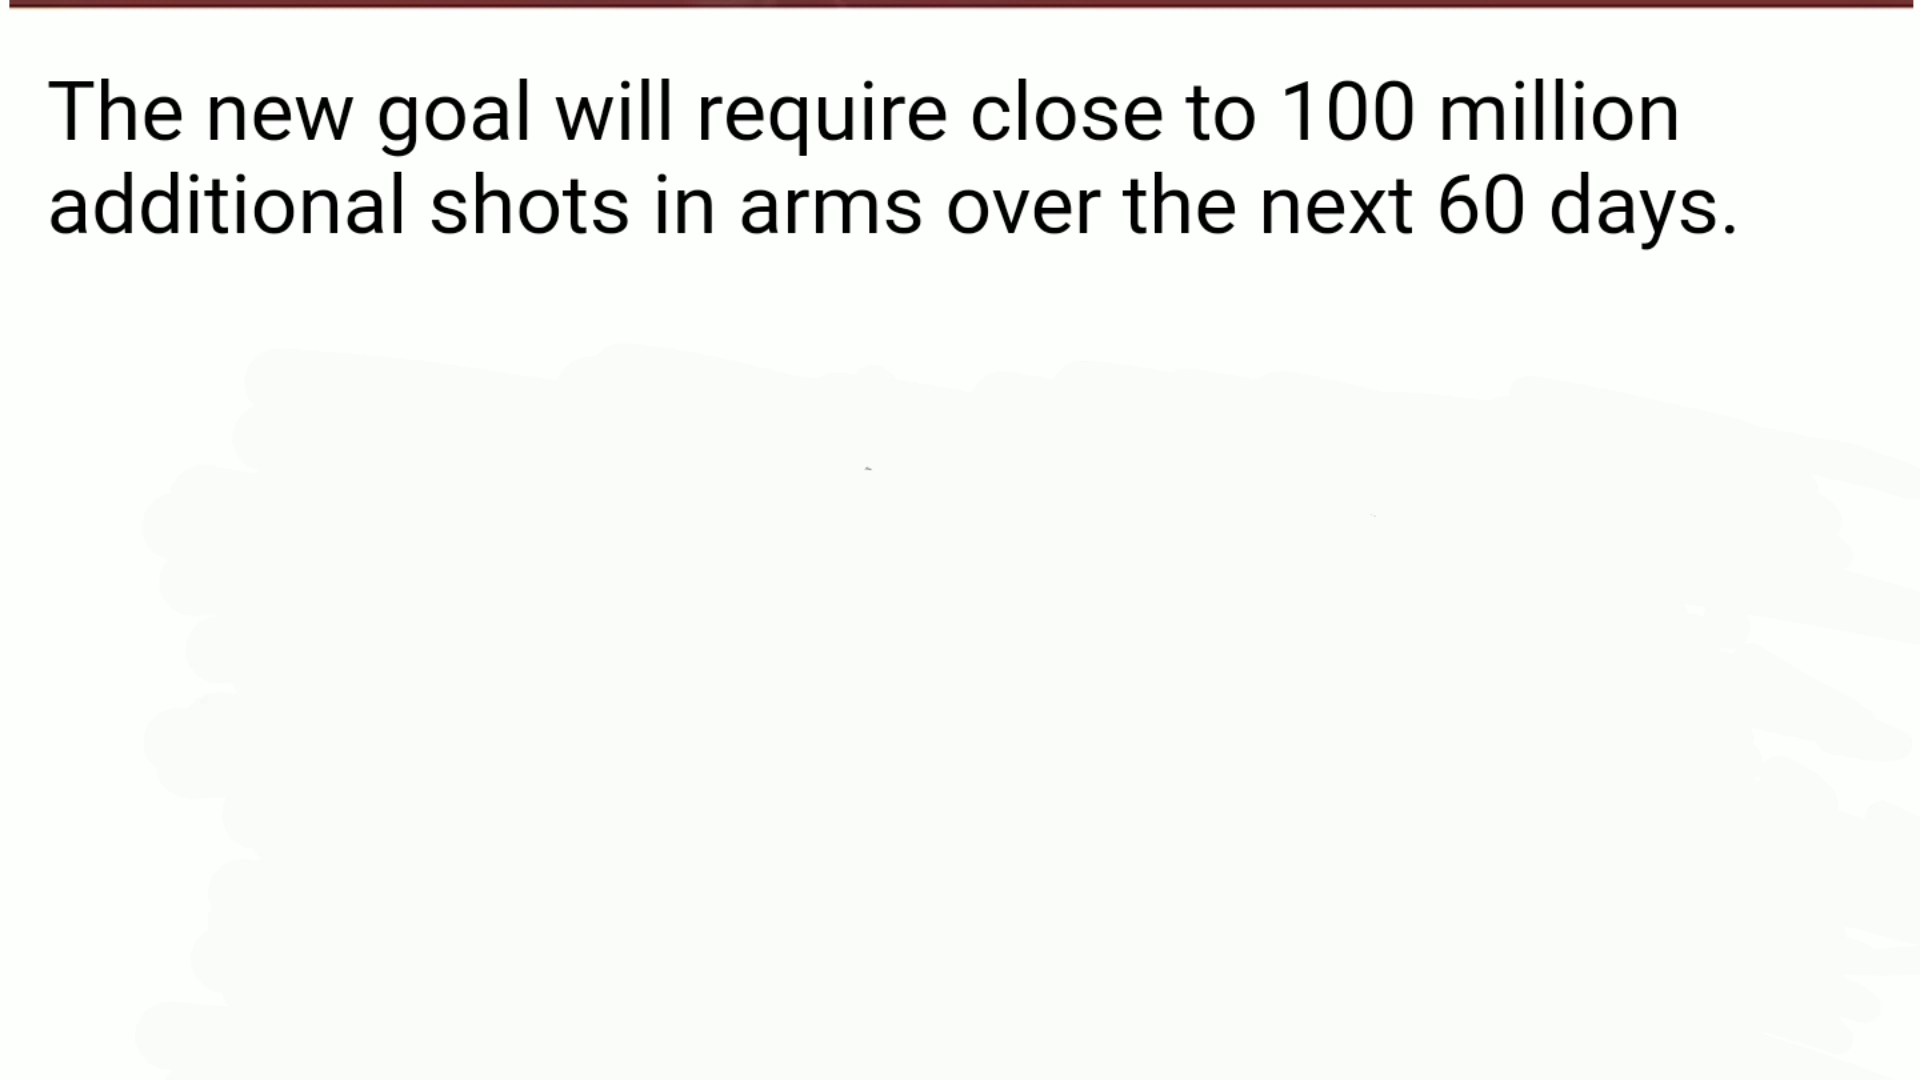 The new goal will require close to 100 million
additional shots in arms over the next 60 days.